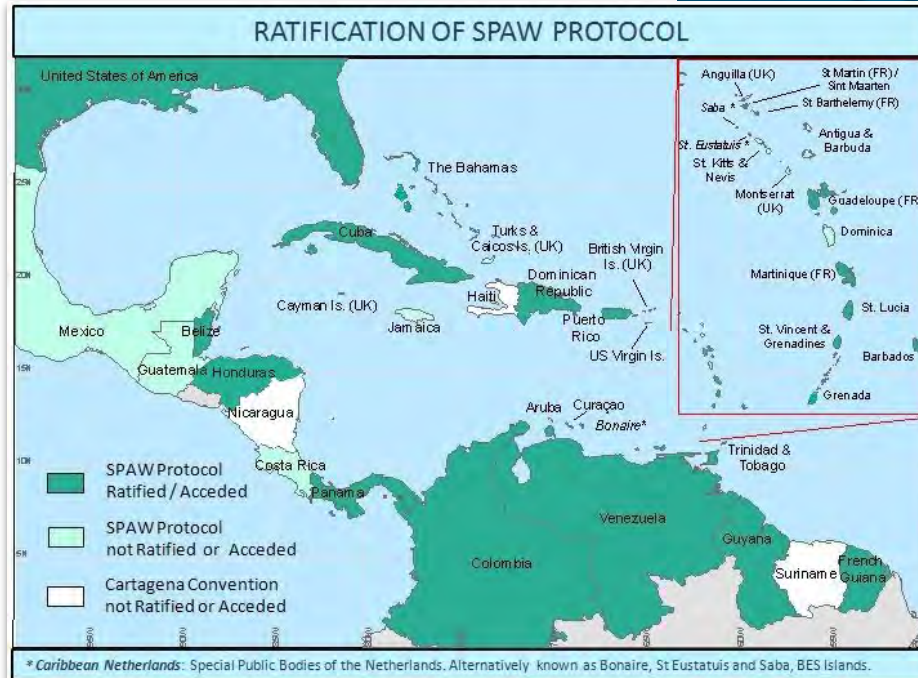 RATIFICATION OF SPAW PROTOCOL
United States of America
The Bahamas
Cuba
Turks &
Caicos Is. (UK)
British Virgin
Is. (UK)
Dominican
Republic
Haiti
Cayman Is. (UK)
Jamaica
Puerto
Rico
US Virgin Is.
Mexico
Belize
Guatemala
Honduras
Nicaragua
Costa Rica
Panama
Aruba
Curaçao
Bonaire*
Trinidad &
Tobago
Venezuela
Colombia
Guyana
Suriname
French
Guiana
Anguilla (UK)
St Martin (FR) /
Sint Maarten
Saba *
St Barthelemy (FR)
St. Eustatuis *
St. Kitts &
Nevis
Antigua &
Barbuda
Montserrat
(UK)
Guadeloupe (FR)
Dominica
Martinique (FR)
St. Lucia
St. Vincent &
Grenadines
Barbados
Grenada
25N
20N
15N
10N
5N
SPAW Protocol
Ratified / Acceded
SPAW Protocol
not Ratified or Acceded
Cartagena Convention
not Ratified or Acceded
* Caribbean Netherlands: Special Public Bodies of the Netherlands. Alternatively known as Bonaire, St Eustatuis and Saba, BES Islands.